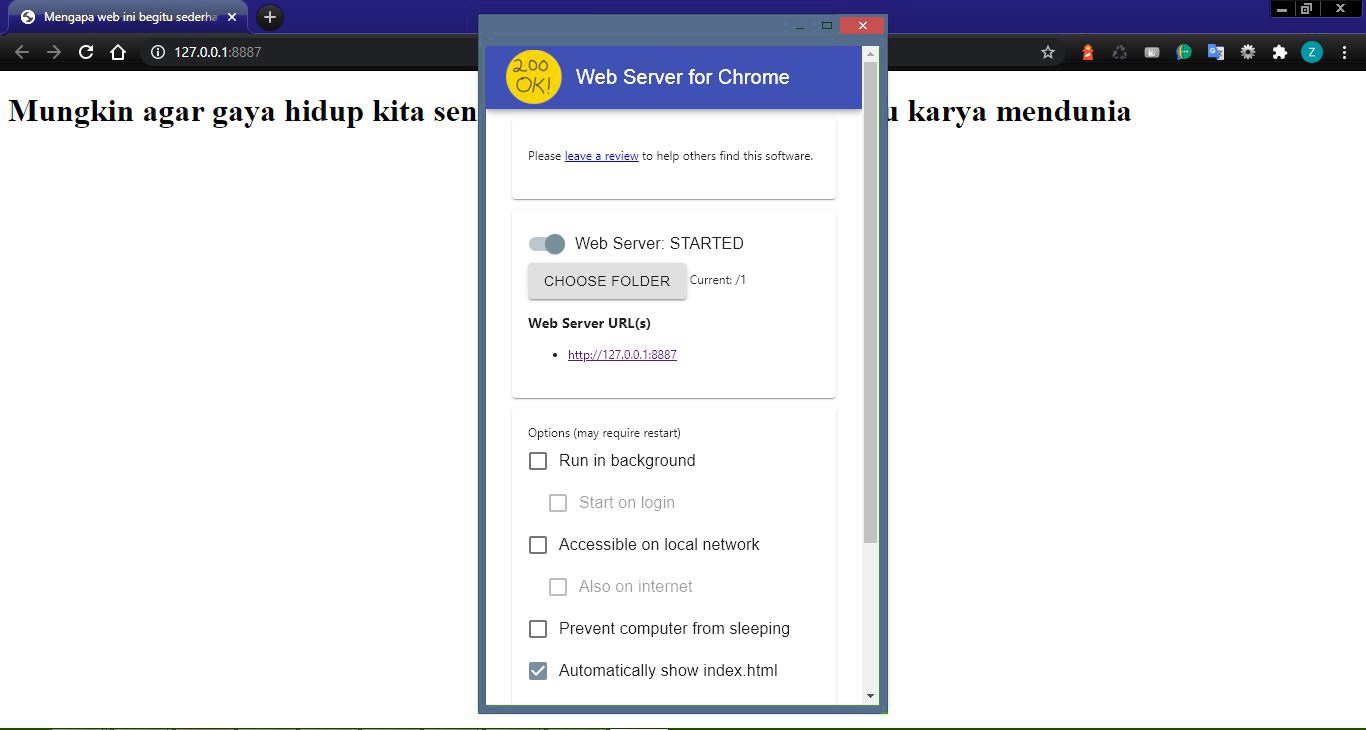 Mengapa web ini begitu sederha
127.0.0.1:8887
Z
Mungkin agar gaya hidup kita sen
karya mendunia
200
OK!
Web Server for Chrome
Please leave a review to help others find this software.
Web Server: STARTED
CHOOSE FOLDER Current: /1
Web Server URL(s)
http://127.0.0.1:8887
Options (may require restart)
Run in background
Start on login
Accessible on local network
Also on internet
Prevent computer from sleeping
Automatically show index.html